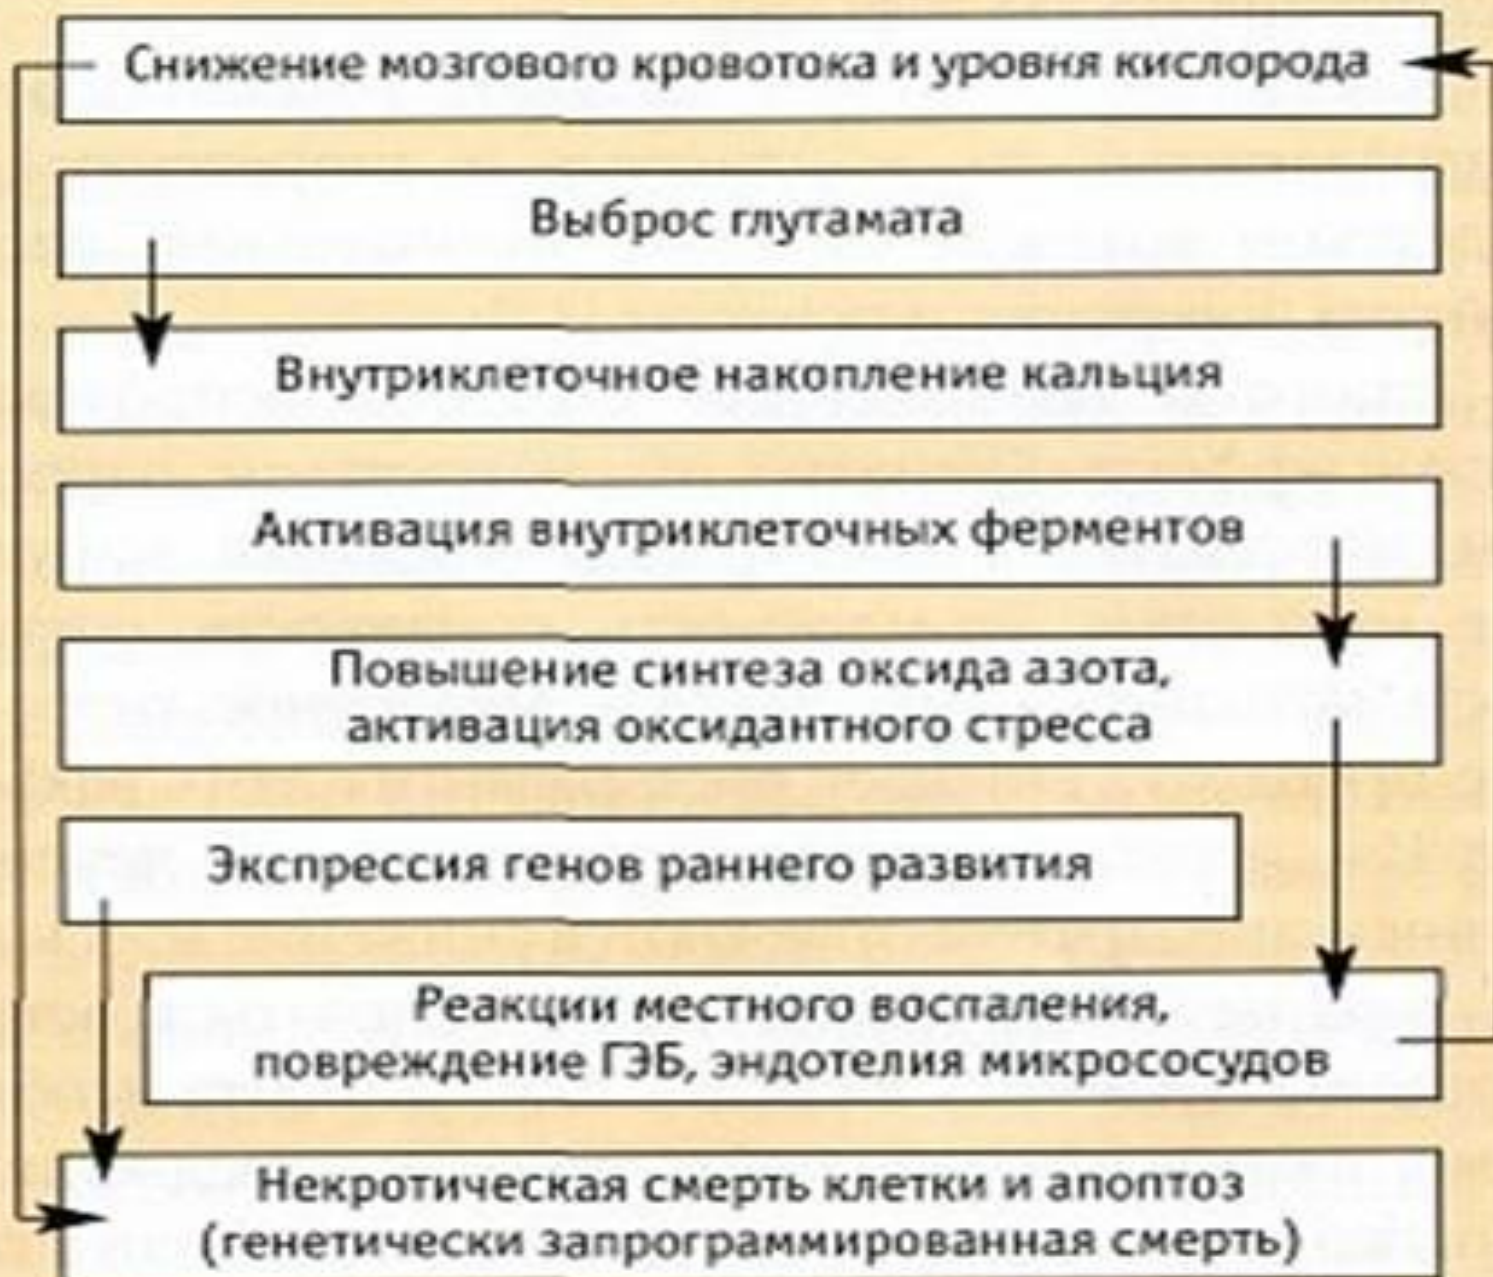 Снижение мозгового кровотока и уровня кислорода
Выброс глутамата
Внутриклеточное накопление кальция
Активация внутриклеточных ферментов
Повышение синтеза оксида азота,
активация оксидантного стресса
Экспрессия генов раннего развития
Реакции местного воспаления,
повреждение ГЭБ, эндотелия микрососудов
Некротическая смерть клетки и апоптоз
(генетически запрограммированная смерть)